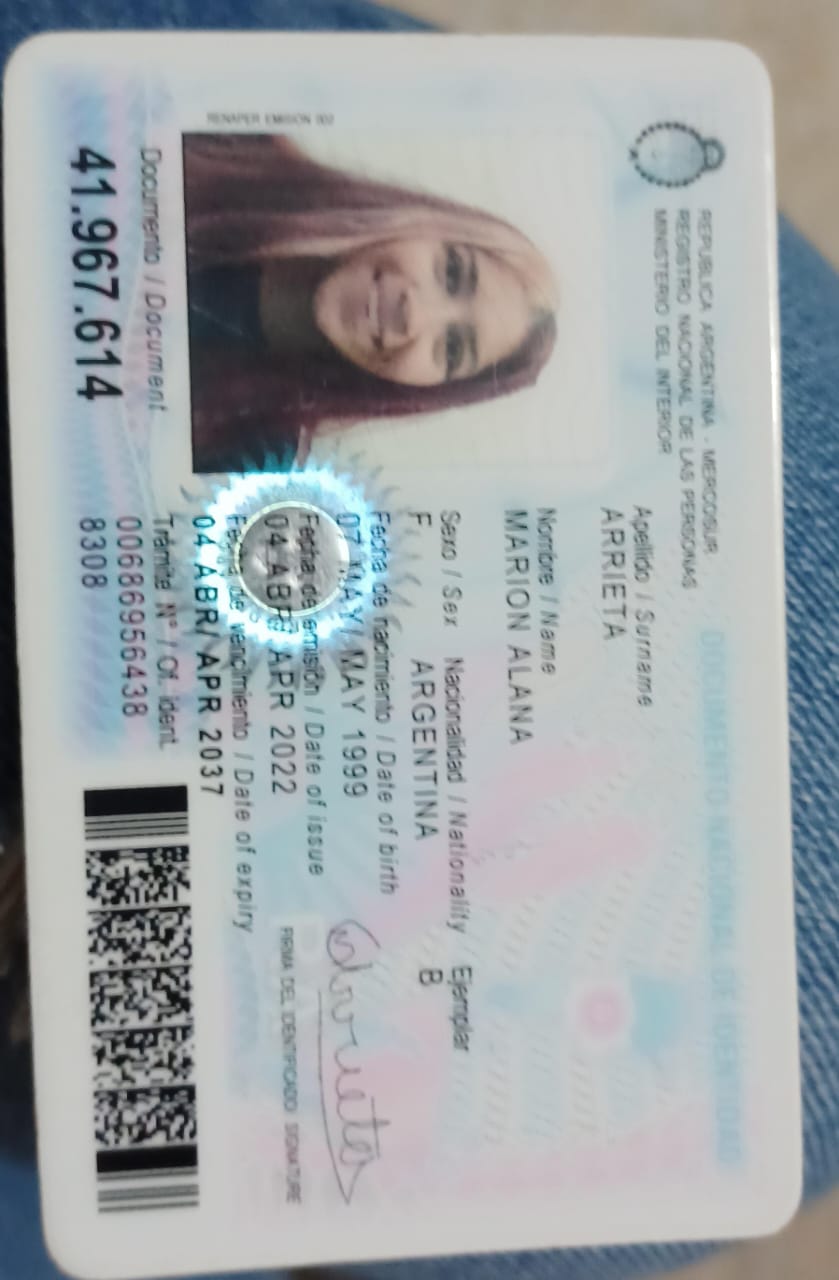 REPUBLICA ARGENTINA - MERCOSUR
REGISTRO NACIONAL DE LAS PERSONAS
MINISTERIO DEL INTERIOR
DOCUMENTO NACIONAL DE IDENTIDAD
RENAPER EMISION 002
Apellido / Surname
ARRIETA
Nombre / Name
MARION ALANA
Sexo / Sex Nacionalidad / Nationality Ejemplar
F ARGENTINA B
Fecha de nacimiento / Date of birth
07 MAY/ MAY 1999
Fecha de emisión / Date of issue
04 ABR/ APR 2022
Fecha de vencimiento / Date of expiry
04 ABR/ APR 2037
FIRMA DEL IDENTIFICADO SIGNATURE
Documento / Document
41.967.614
Trámite N° / Of. ident.
00686956438
8308